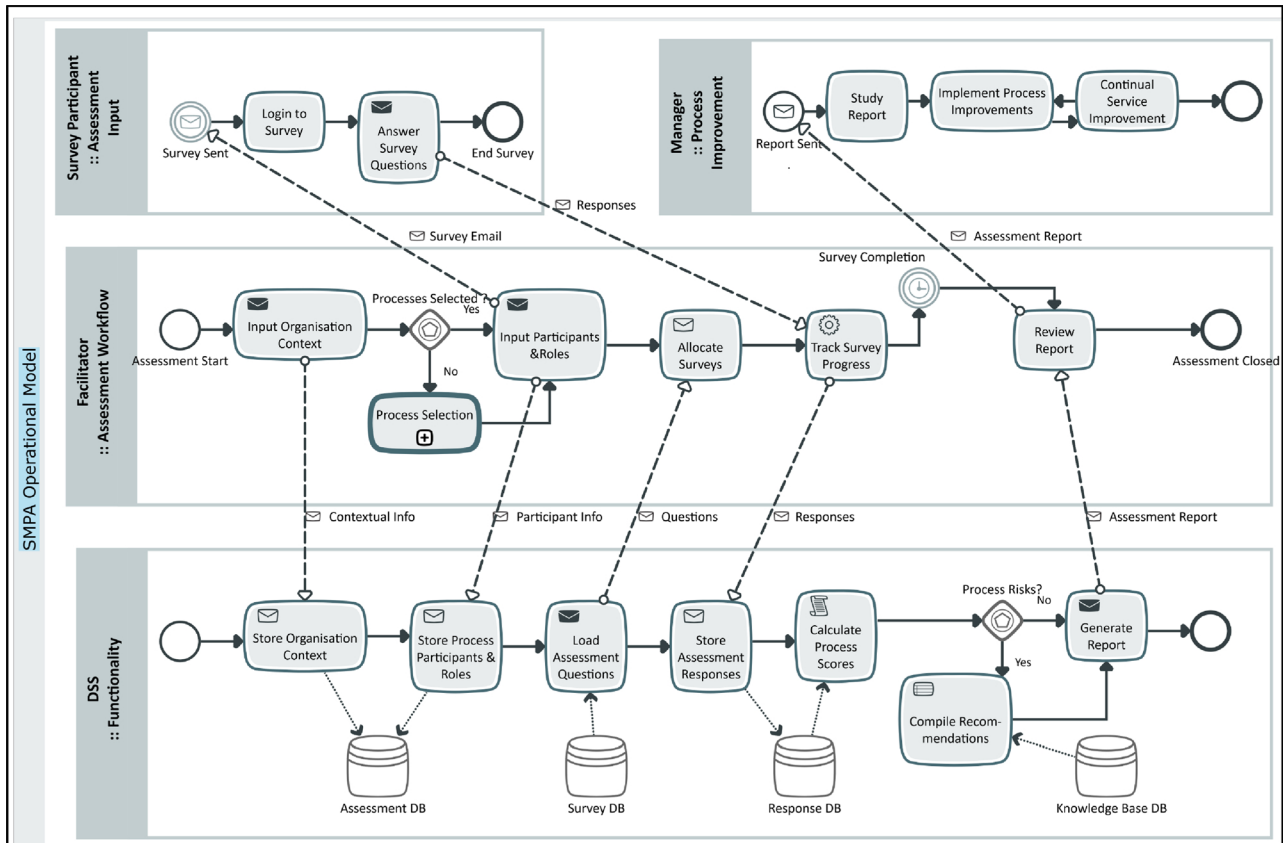 SMPA Operational Model
Survey Participant
:: Assessment
Input
Survey Sent
Login to
Survey
Answer
Survey
Questions
End Survey
Manager
:: Process
Improvement
Report Sent
Study
Report
Implement Process
Improvements
Continual
Service
Improvement
Responses
Survey Email
Assessment Report
Facilitator
:: Assessment Workflow
Assessment Start
Input Organisation
Context
Processes Selected ?
Yes
No
Process Selection
Input Participants
&Roles
Allocate
Surveys
Track Survey
Progress
Survey Completion
Review
Report
Assessment Closed
Contextual Info
Participant Info
Questions
Responses
Assessment Report
DSS
:: Functionality
Store Organisation
Context
Store Process
Participants &
Roles
Load
Assessment
Questions
Store
Assessment
Responses
Calculate
Process
Scores
Process Risks?
No
Yes
Generate
Report
Compile Recom-
mendations
Assessment DB
Survey DB
Response DB
Knowledge Base DB